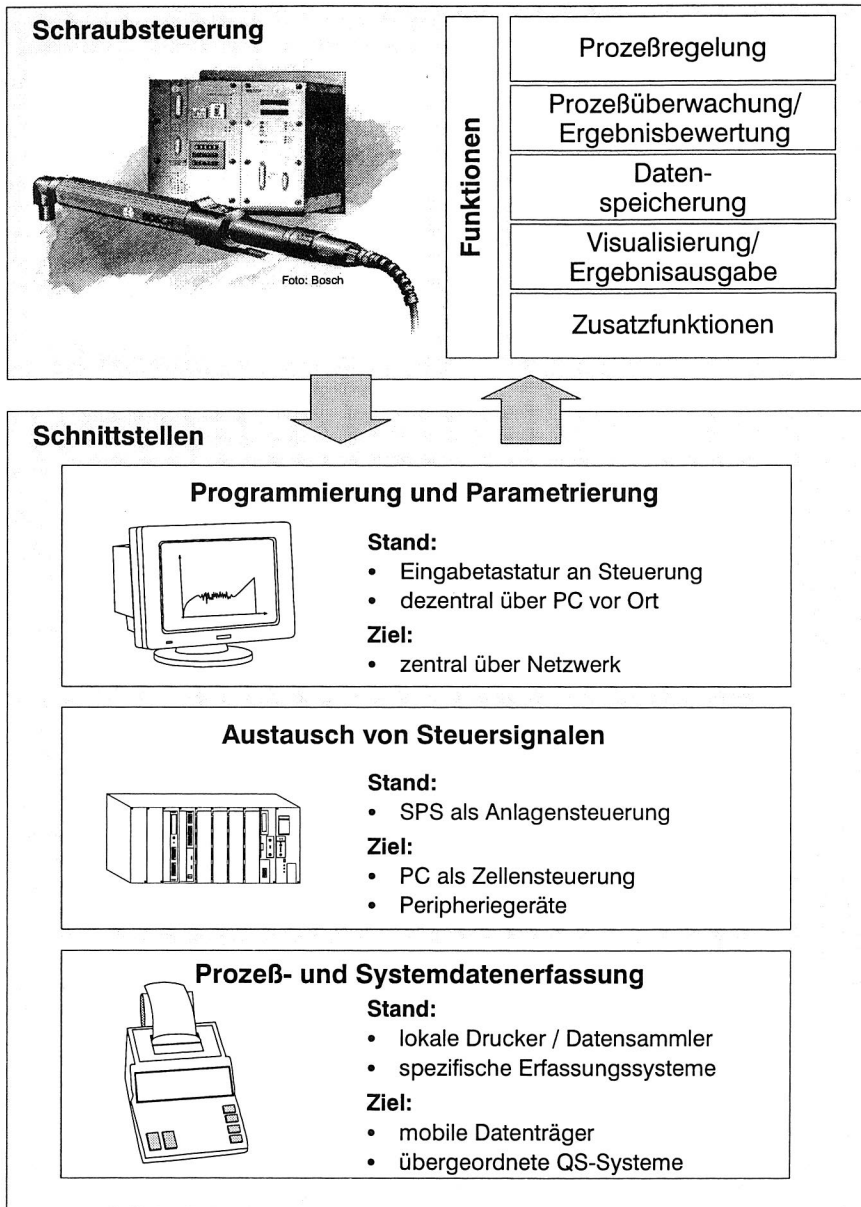 Schraubsteuerung
BOSCH
Foto: Bosch
Funktionen
Prozeßregelung
Prozeßüberwachung/
Ergebnisbewertung
Daten-
speicherung
Visualisierung/
Ergebnisausgabe
Zusatzfunktionen
Schnittstellen
Programmierung und Parametrierung
Stand:
• Eingabetastatur an Steuerung
• dezentral über PC vor Ort
Ziel:
• zentral über Netzwerk
Austausch von Steuersignalen
Stand:
• SPS als Anlagensteuerung
Ziel:
• PC als Zellensteuerung
• Peripheriegeräte
Prozeß- und Systemdatenerfassung
Stand:
• lokale Drucker / Datensammler
• spezifische Erfassungssysteme
Ziel:
• mobile Datenträger
• übergeordnete QS-Systeme